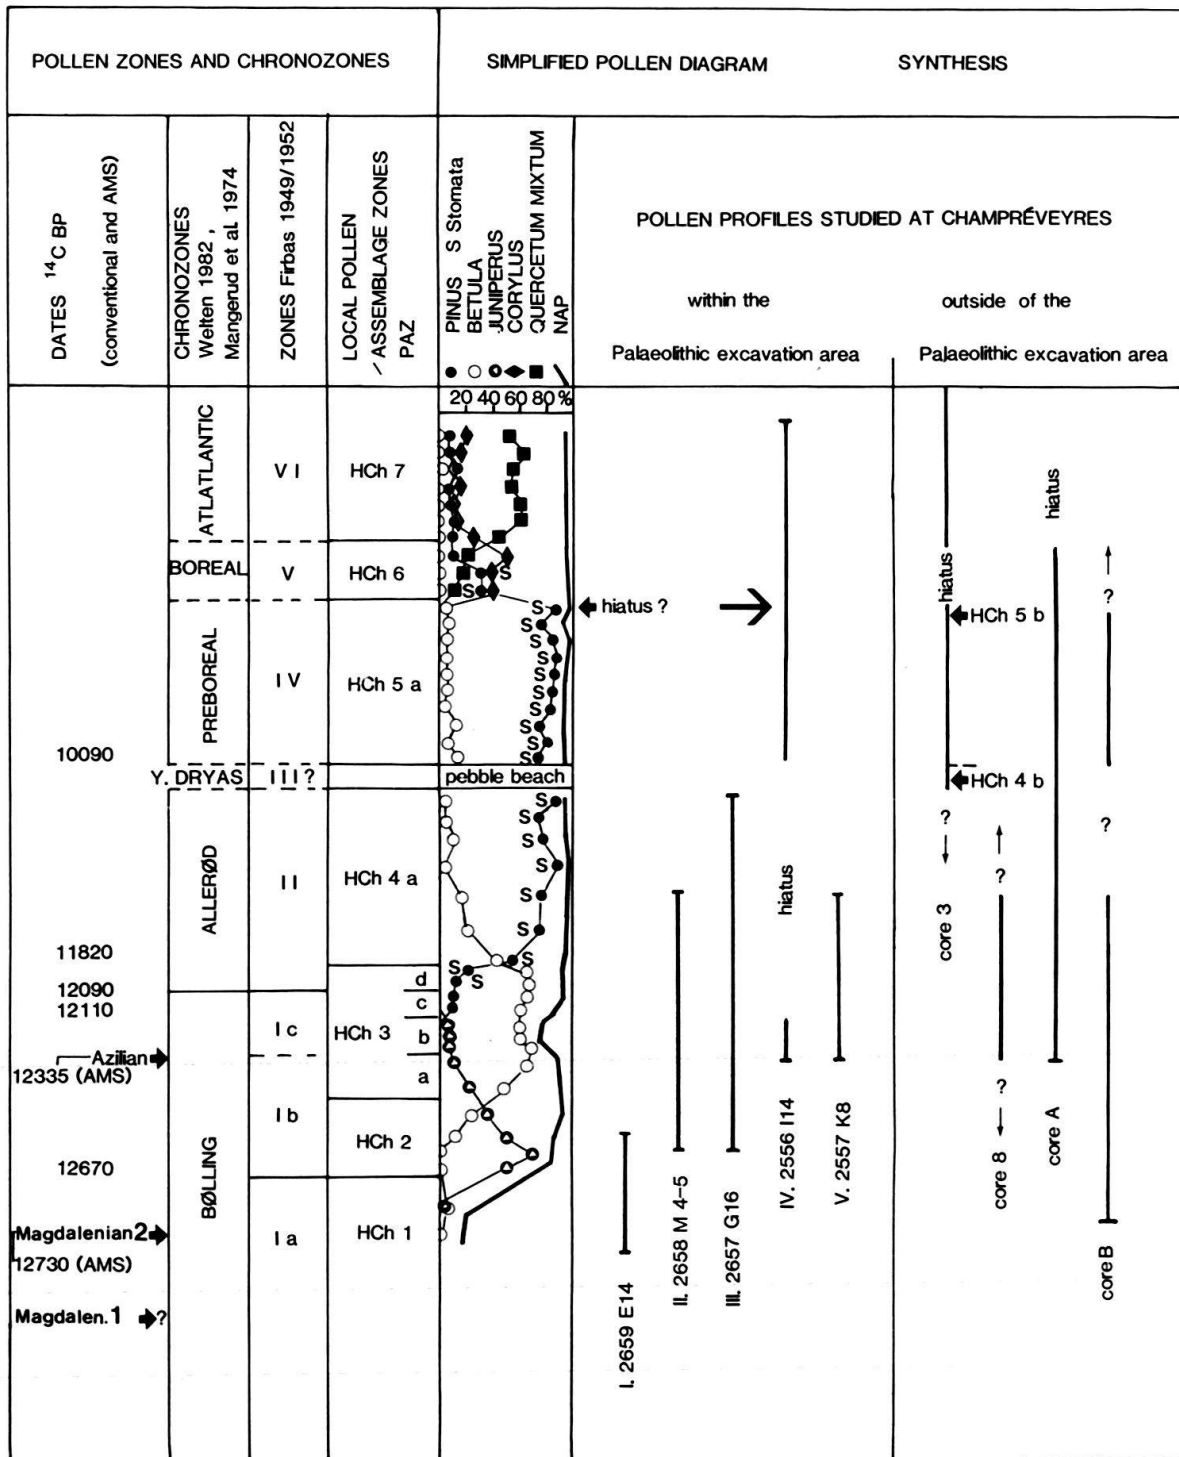 POLLEN ZONES AND CHRONOZONES
SIMPLIFIED POLLEN DIAGRAM
SYNTHESIS
DATES 14C BP
(conventional and AMS)
CHRONOZONES
Welten 1982,
Mangerud et al. 1974
ZONES Firbas 1949/1952
LOCAL POLLEN
/ASSEMBLAGE ZONES
PAZ
PINUS S Stomata
BETULA
JUNIPERUS
CORYLUS
QUERCETUM MIXTUM
NAP
20 40 60 80 %
POLLEN PROFILES STUDIED AT CHAMPRÉVEYRES
within the
Palaeolithic excavation area
outside of the
Palaeolithic excavation area
ATLATLANTIC
VI
HCh 7
BOREAL
V
HCh 6
S
S
PREBOREAL
IV
HCh 5 a
S
S
S
S
S
S
S
S
S
S
hiatus ?
10090
Y. DRYAS
III?
pebble beach
ALLERØD
II
HCh 4 a
S
S
S
S
S
S
S
S
S
11820
12090
12110
d
c
b
a
Ic
HCh 3
Azilian
12335 (AMS)
Ib
HCh 2
12670
BØLLING
Ia
HCh 1
Magdalenian 2
12730 (AMS)
Magdalen. 1
?
I. 2659 E14
II. 2658 M 4-5
III. 2657 G16
hiatus
IV. 2556 I14
V. 2557 K8
hiatus
HCh 5 b
HCh 4 b
?
core 3
?
?
core 8
hiatus
core A
?
?
core B